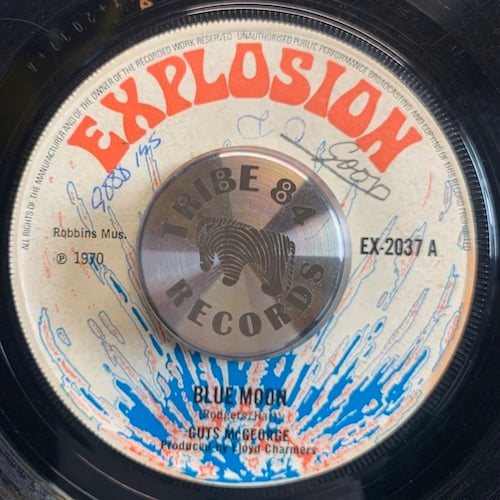 ALL RIGHTS OF THE MANUFACTURER AND OF THE OWNER OF THE RECORDED WORK RESERVED. UNAUTHORISED PUBLIC PERFORMANCE BROADCASTING AND COPYING OF THIS RECORD PROHIBITED
EXPLOSION
GOOD
TRIBE 84
RECORDS
Robbins Mus.
℗ 1970
EX-2037 A
BLUE MOON
(Rodgers/Hart)
GUTS McGEORGE
Produced by Lloyd Charmers